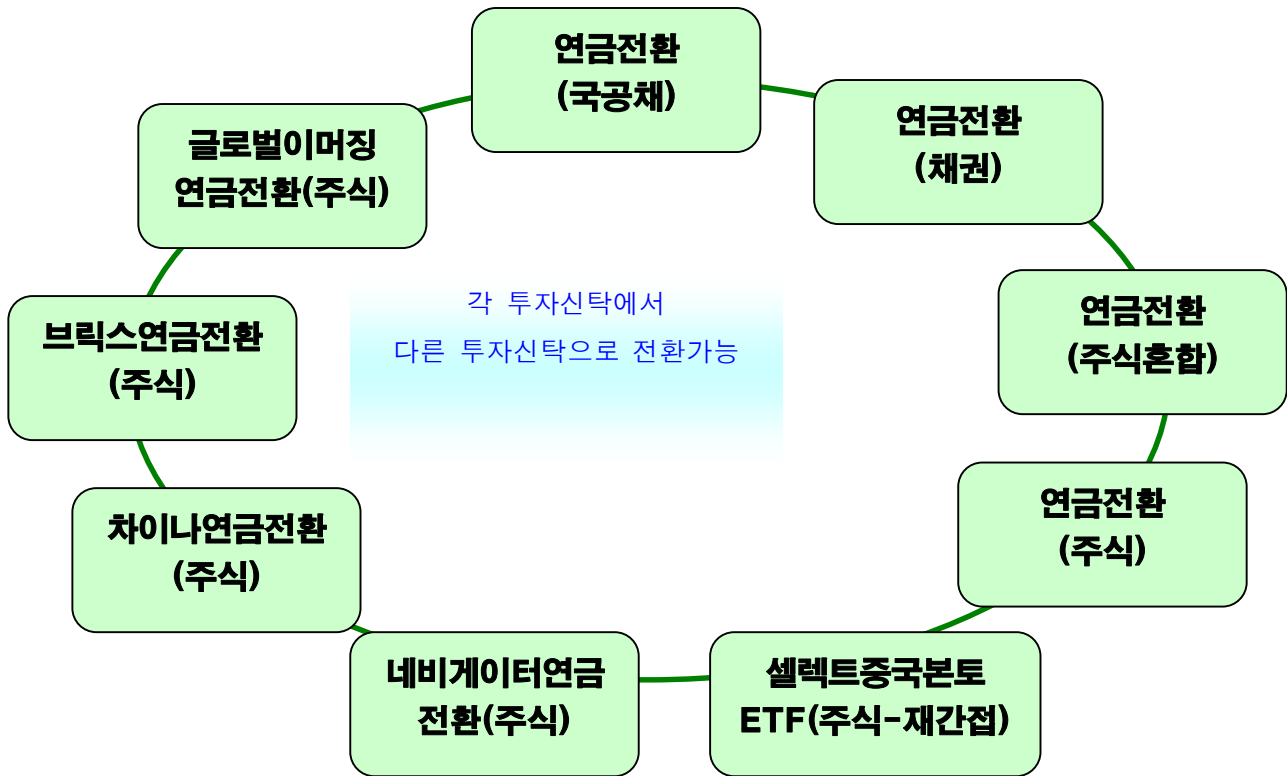 연금전환
(국공채)
연금전환
(채권)
글로벌이머징
연금전환(주식)
각 투자신탁에서
다른 투자신탁으로 전환가능
연금전환
(주식혼합)
브릭스연금전환
(주식)
연금전환
(주식)
차이나연금전환
(주식)
네비게이터연금
전환(주식)
셀렉트중국본토
ETF(주식-재간접)